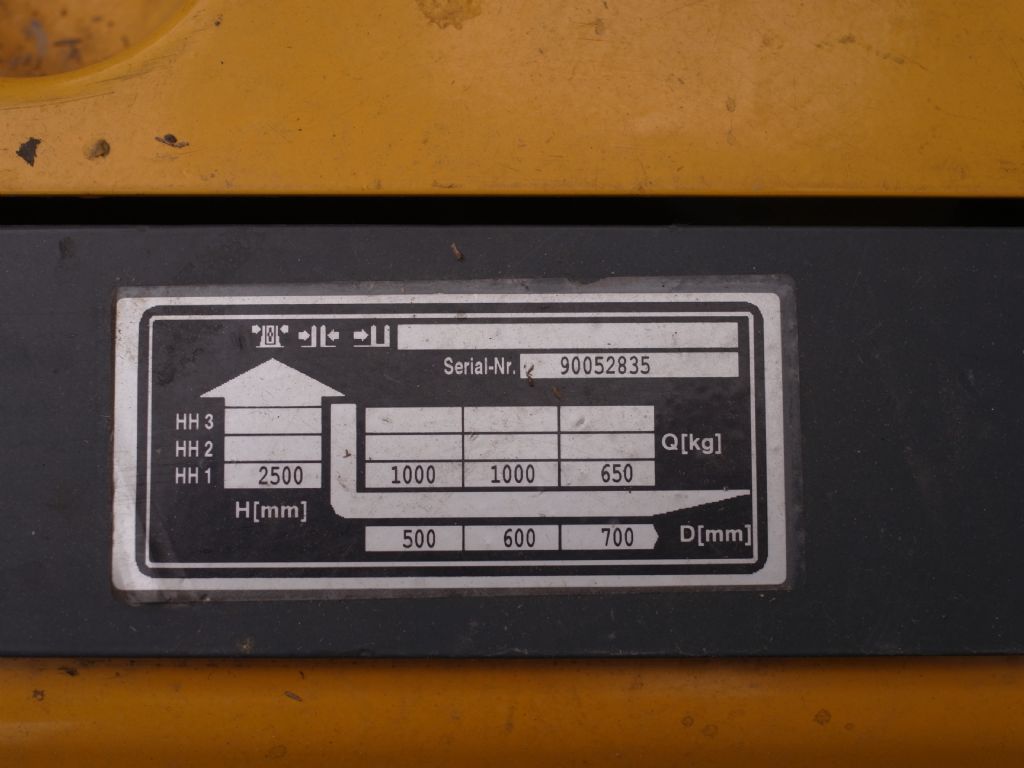 Serial-Nr. 90052835
HH 3
HH 2 Q[kg]
HH 1 2500 1000 1000 650
H[mm]
500 600 700 D[mm]